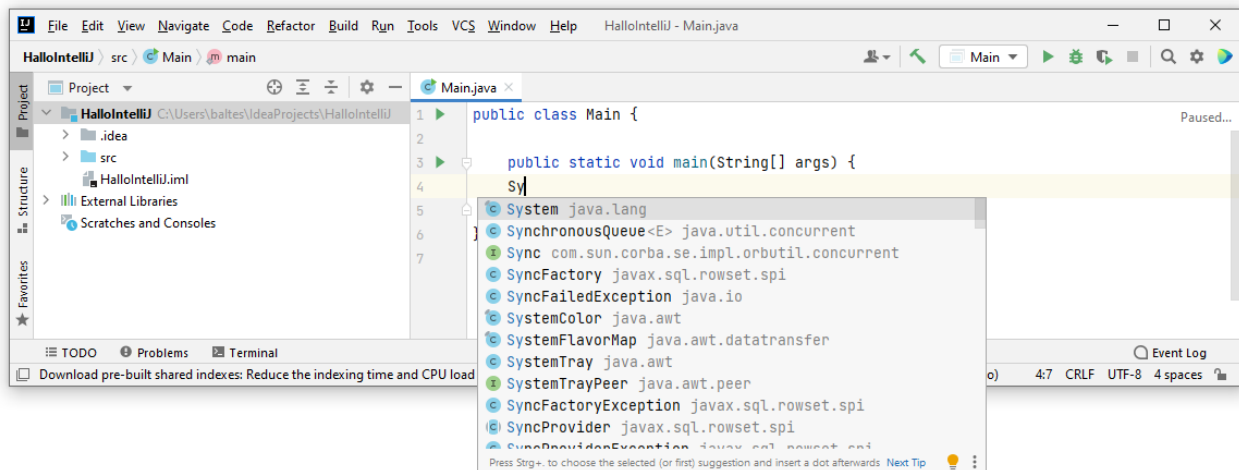 File Edit View Navigate Code Refactor Build Run Tools VCS Window Help HalloIntelliJ - Main.java
HalloIntelliJ src Main main Main
Project
Project
Main.java
HalloIntelliJ C:\Users\baltes\IdeaProjects\HalloIntelliJ
.idea
src
HalloIntelliJ.iml
External Libraries
Scratches and Consoles
Structure
Favorites
1 public class Main {
Paused...
2
3 public static void main(String[] args) {
4 Sy
5
6 }
7
System java.lang
SynchronousQueue<E> java.util.concurrent
Sync com.sun.corba.se.impl.orbutil.concurrent
SyncFactory javax.sql.rowset.spi
SyncFailedException java.io
SystemColor java.awt
SystemFlavorMap java.awt.datatransfer
SystemTray java.awt
SystemTrayPeer java.awt.peer
SyncFactoryException javax.sql.rowset.spi
SyncProvider javax.sql.rowset.spi
SyncProviderException javax.sql.rowset.spi
Press Strg+. to choose the selected (or first) suggestion and insert a dot afterwards Next Tip
TODO Problems Terminal Event Log
Download pre-built shared indexes: Reduce the indexing time and CPU load o) 4:7 CRLF UTF-8 4 spaces